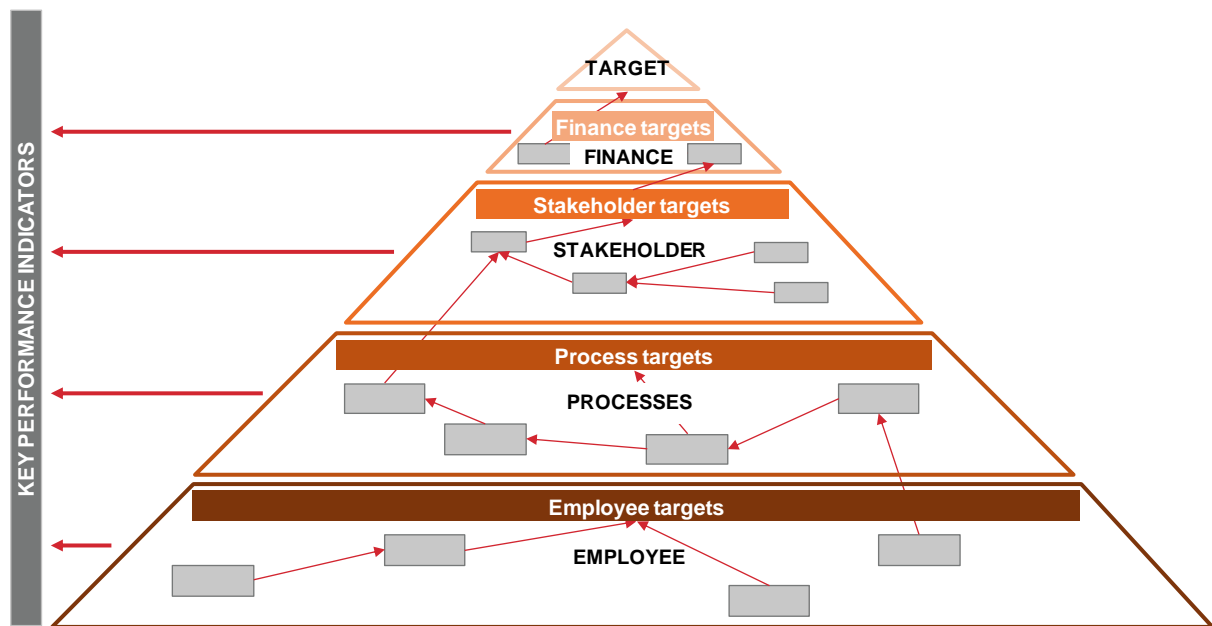 KEY PERFORMANCE INDICATORS
TARGET
Finance targets
FINANCE
Stakeholder targets
STAKEHOLDER
Process targets
PROCESSES
Employee targets
EMPLOYEE